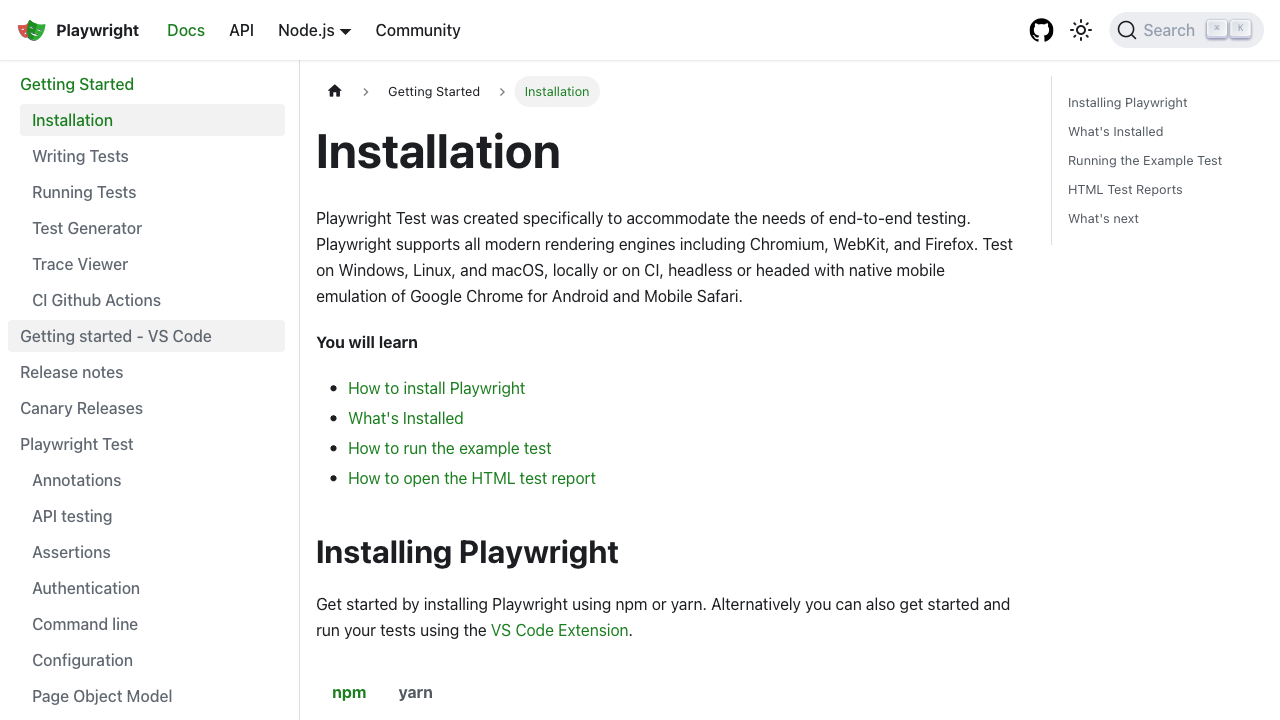 Playwright
Docs
API
Node.js
Community
Search
⌘
K
Getting Started
Installation
Writing Tests
Running Tests
Test Generator
Trace Viewer
CI Github Actions
Getting started - VS Code
Release notes
Canary Releases
Playwright Test
Annotations
API testing
Assertions
Authentication
Command line
Configuration
Page Object Model
Getting Started
Installation
Installation
Playwright Test was created specifically to accommodate the needs of end-to-end testing.
Playwright supports all modern rendering engines including Chromium, WebKit, and Firefox. Test
on Windows, Linux, and macOS, locally or on CI, headless or headed with native mobile
emulation of Google Chrome for Android and Mobile Safari.
You will learn
How to install Playwright
What's Installed
How to run the example test
How to open the HTML test report
Installing Playwright
Get started by installing Playwright using npm or yarn. Alternatively you can also get started and
run your tests using the VS Code Extension.
npm
yarn
Installing Playwright
What's Installed
Running the Example Test
HTML Test Reports
What's next